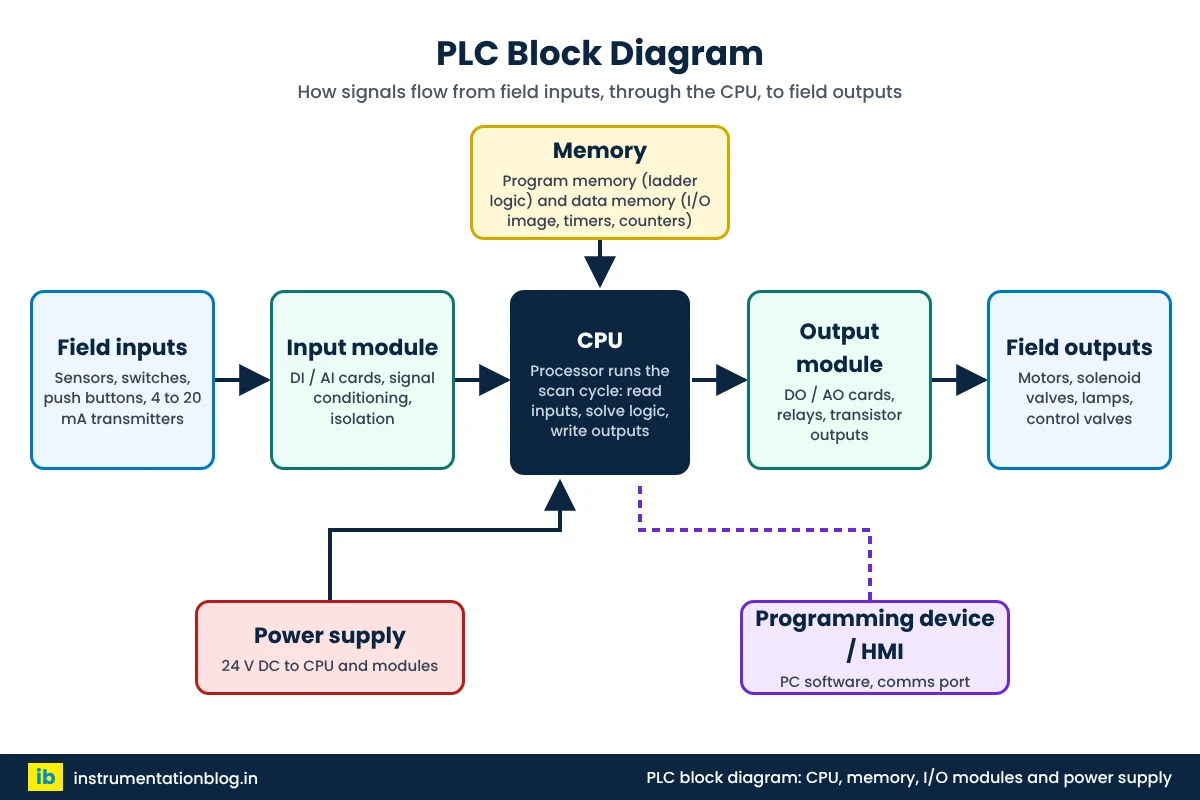 PLC Block Diagram
How signals flow from field inputs, through the CPU, to field outputs
Memory
Program memory (ladder
logic) and data memory (I/O
image, timers, counters)
Field inputs
Sensors, switches,
push buttons, 4 to 20
mA transmitters
Input module
DI / AI cards, signal
conditioning,
isolation
CPU
Processor runs the
scan cycle: read
inputs, solve logic,
write outputs
Output
module
DO / AO cards,
relays, transistor
outputs
Field outputs
Motors, solenoid
valves, lamps,
control valves
Power supply
24 V DC to CPU and modules
Programming device
/ HMI
PC software, comms port
ib instrumentationblog.in
PLC block diagram: CPU, memory, I/O modules and power supply